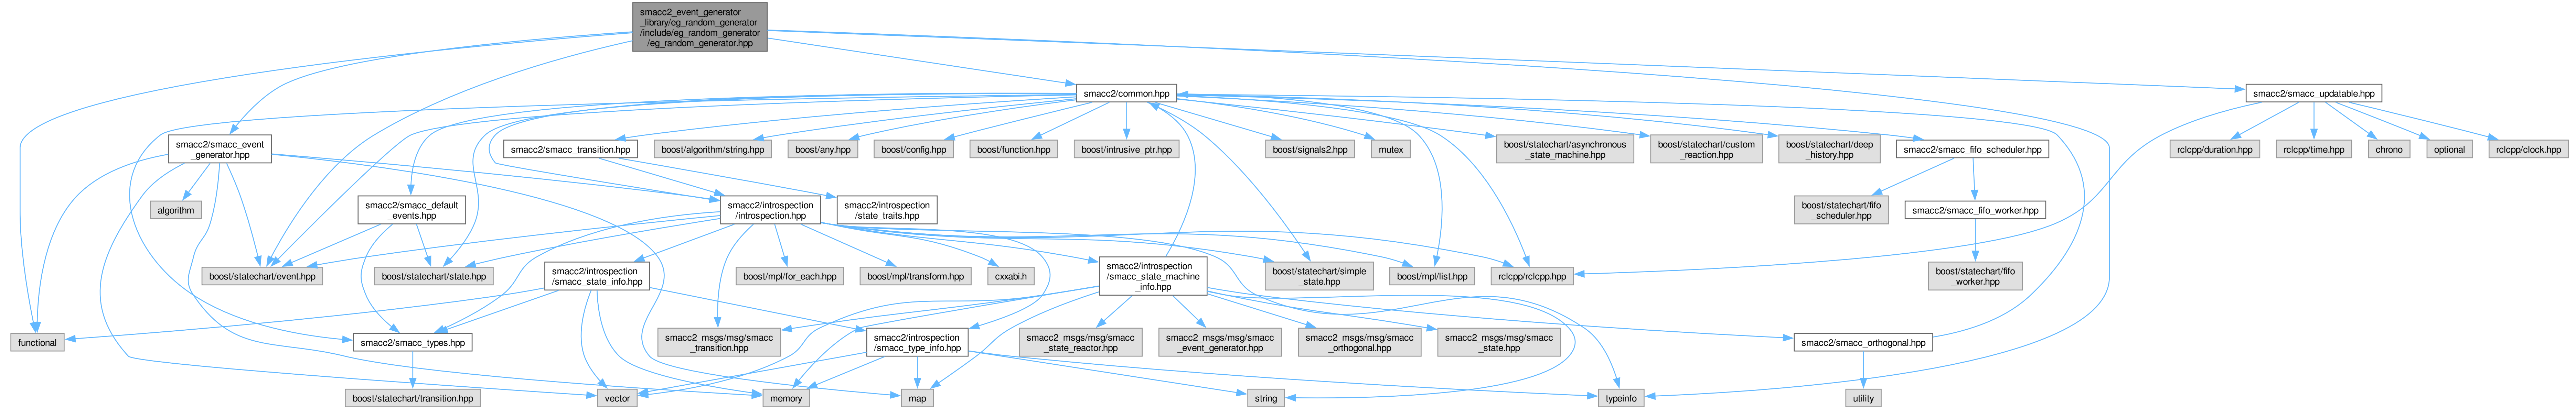 smacc2_event_generator
_library/eg_random_generator
/include/eg_random_generator
/eg_random_generator.hpp
smacc2/common.hpp
smacc2/smacc_updatable.hpp
smacc2/smacc_event
_generator.hpp
smacc2/smacc_transition.hpp
boost/algorithm/string.hpp
boost/any.hpp
boost/config.hpp
boost/function.hpp
boost/intrusive_ptr.hpp
boost/signals2.hpp
mutex
boost/statechart/asynchronous
_state_machine.hpp
boost/statechart/custom
_reaction.hpp
boost/statechart/deep
_history.hpp
smacc2/smacc_fifo_scheduler.hpp
rclcpp/duration.hpp
rclcpp/time.hpp
chrono
optional
rclcpp/clock.hpp
algorithm
smacc2/smacc_default
_events.hpp
smacc2/introspection
/introspection.hpp
smacc2/introspection
/state_traits.hpp
boost/statechart/fifo
_scheduler.hpp
smacc2/smacc_fifo_worker.hpp
boost/statechart/event.hpp
boost/statechart/state.hpp
smacc2/introspection
/smacc_state_info.hpp
boost/mpl/for_each.hpp
boost/mpl/transform.hpp
cxxabi.h
smacc2/introspection
/smacc_state_machine
_info.hpp
boost/statechart/simple
_state.hpp
boost/mpl/list.hpp
rclcpp/rclcpp.hpp
boost/statechart/fifo
_worker.hpp
functional
smacc2/smacc_types.hpp
smacc2_msgs/msg/smacc
_transition.hpp
smacc2/introspection
/smacc_type_info.hpp
smacc2_msgs/msg/smacc
_state_reactor.hpp
smacc2_msgs/msg/smacc
_event_generator.hpp
smacc2_msgs/msg/smacc
_orthogonal.hpp
smacc2_msgs/msg/smacc
_state.hpp
smacc2/smacc_orthogonal.hpp
boost/statechart/transition.hpp
vector
memory
map
string
typeinfo
utility